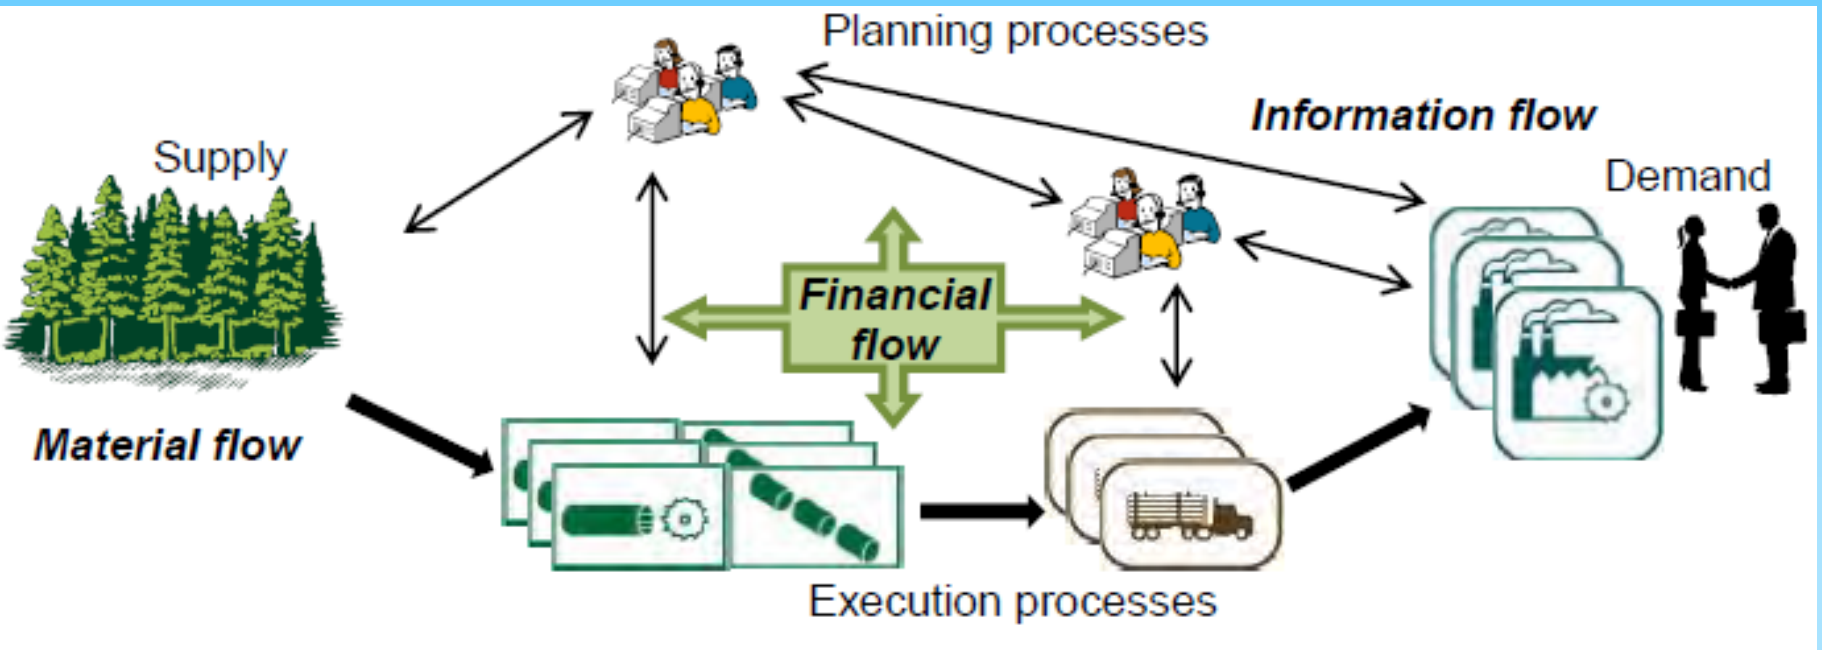 Planning processes
Information flow
Supply
Demand
Financial
flow
Material flow
Execution processes